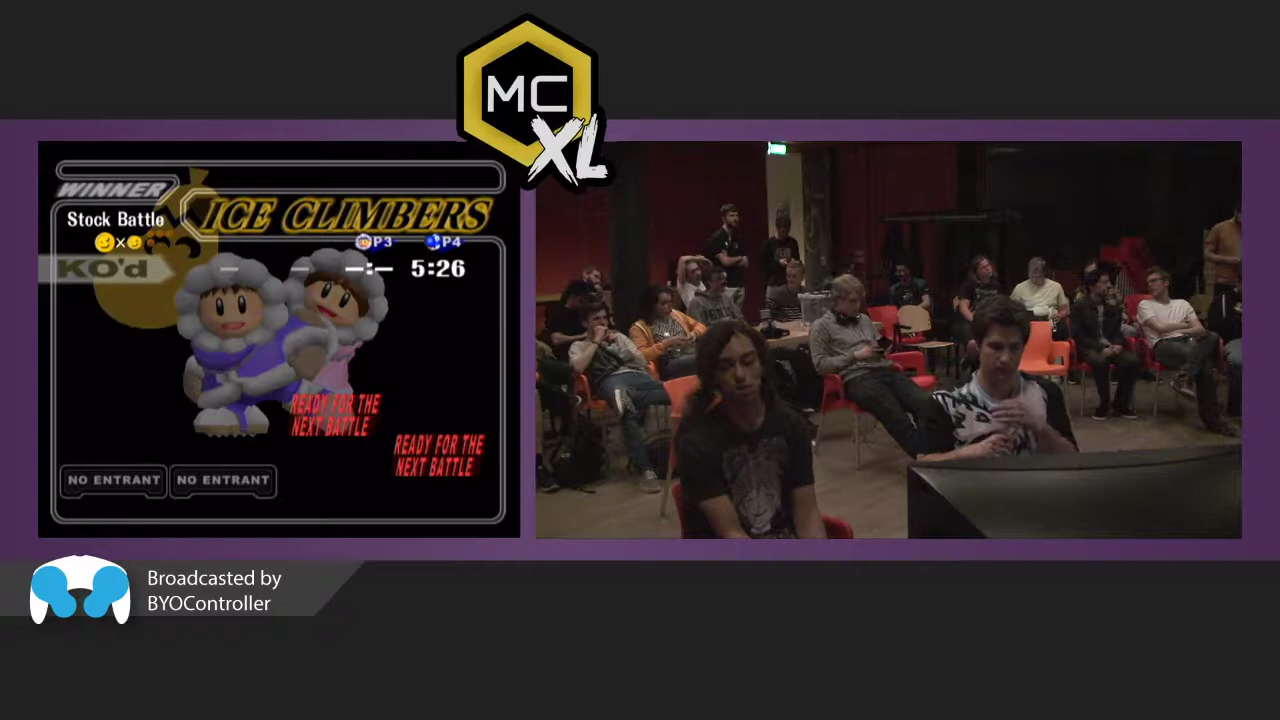 MC
XL
WINNER
ICE CLIMBERS
Stock Battle
×
P3
P4
KO'd
— — —:— 5:26
READY FOR THE
NEXT BATTLE
READY FOR THE
NEXT BATTLE
NO ENTRANT
NO ENTRANT
Broadcasted by
BYOController